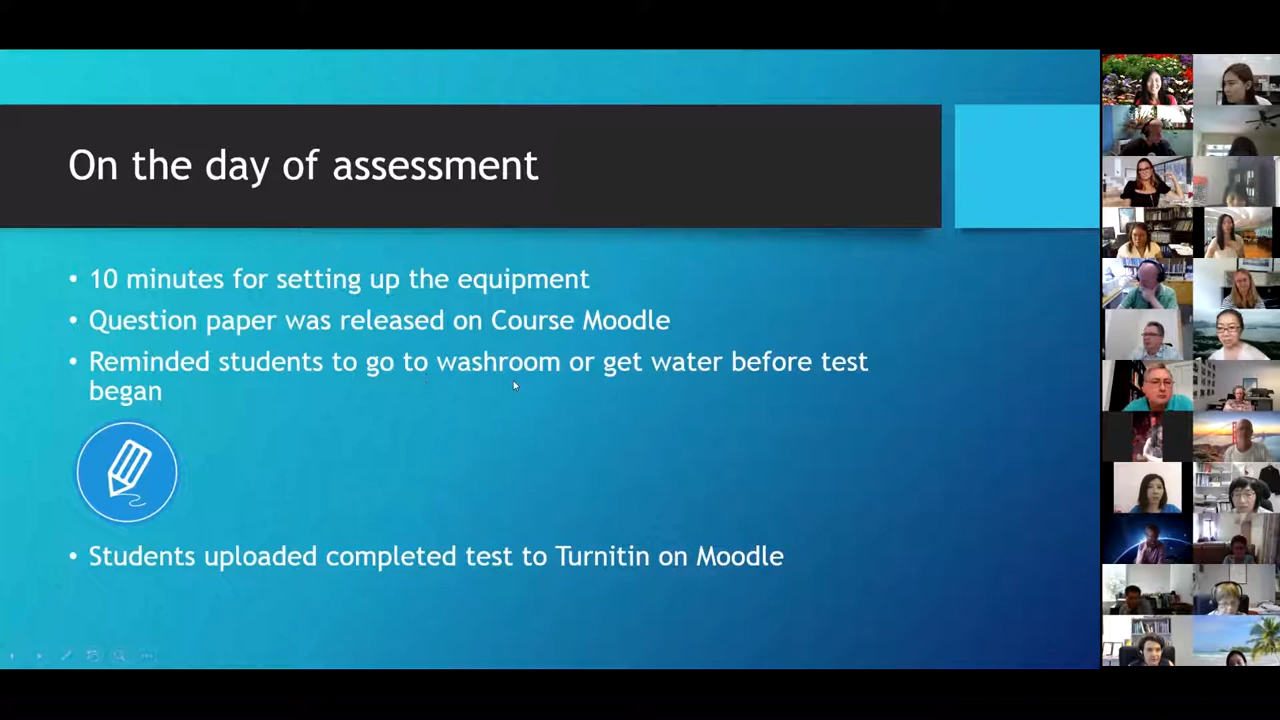 On the day of assessment
• 10 minutes for setting up the equipment
• Question paper was released on Course Moodle
• Reminded students to go to washroom or get water before test
began
• Students uploaded completed test to Turnitin on Moodle